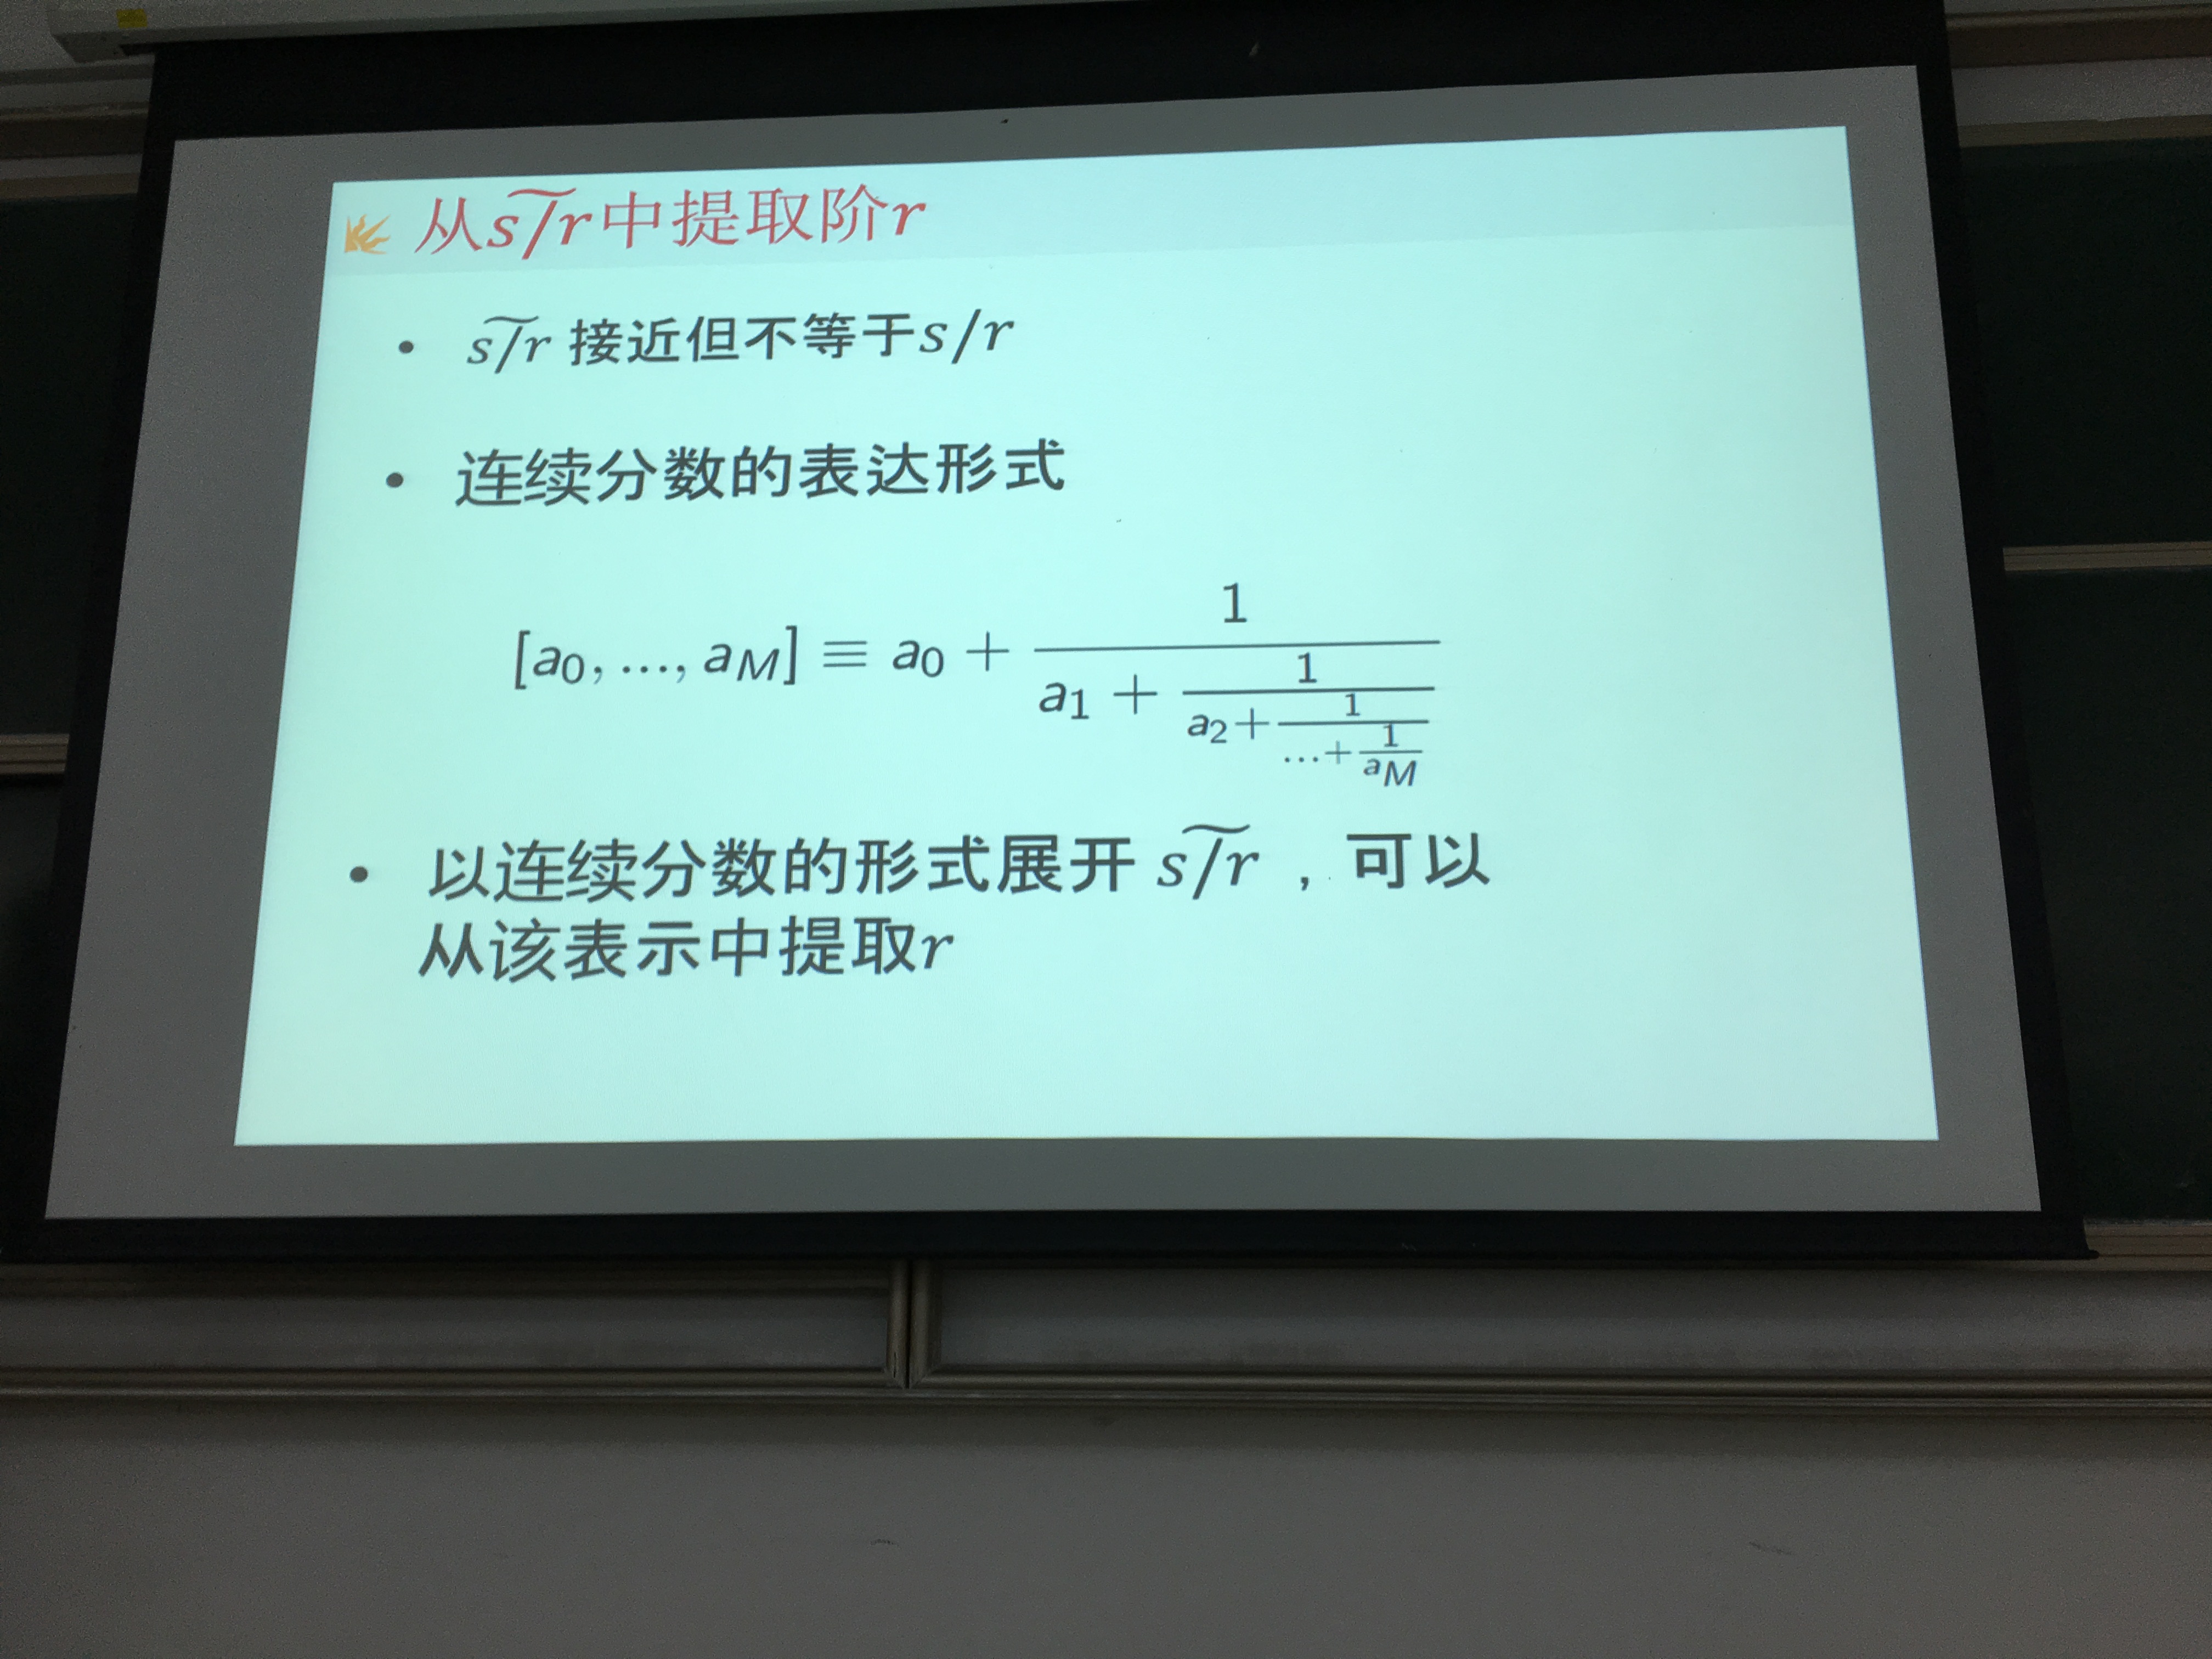 从$\widetilde{s/r}$中提取阶$r$
• $\widetilde{s/r}$ 接近但不等于$s/r$
• 连续分数的表达形式
$[a_0, ..., a_M] \equiv a_0 + \frac{1}{a_1 + \frac{1}{a_2 + \frac{1}{... + \frac{1}{a_M}}}}$
• 以连续分数的形式展开 $\widetilde{s/r}$ ，可以
从该表示中提取$r$